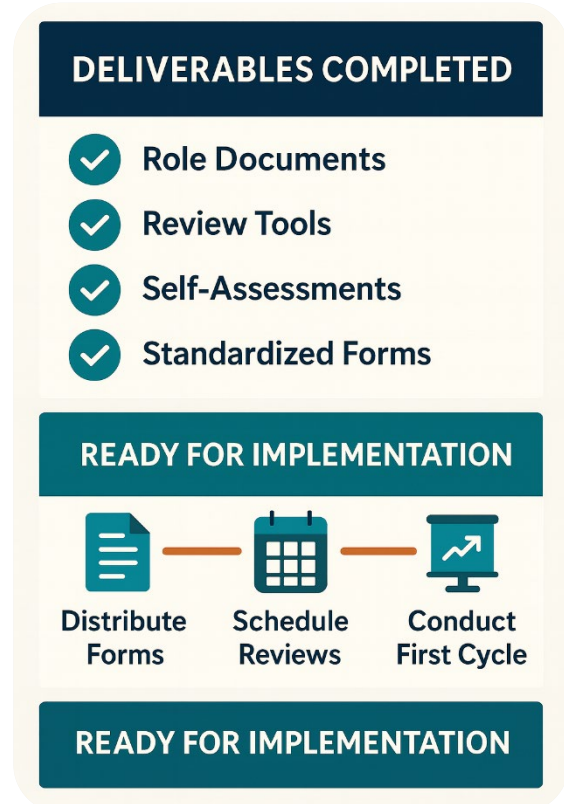 DELIVERABLES COMPLETED
Role Documents
Review Tools
Self-Assessments
Standardized Forms
READY FOR IMPLEMENTATION
Distribute
Forms
Schedule
Reviews
Conduct
First Cycle
READY FOR IMPLEMENTATION